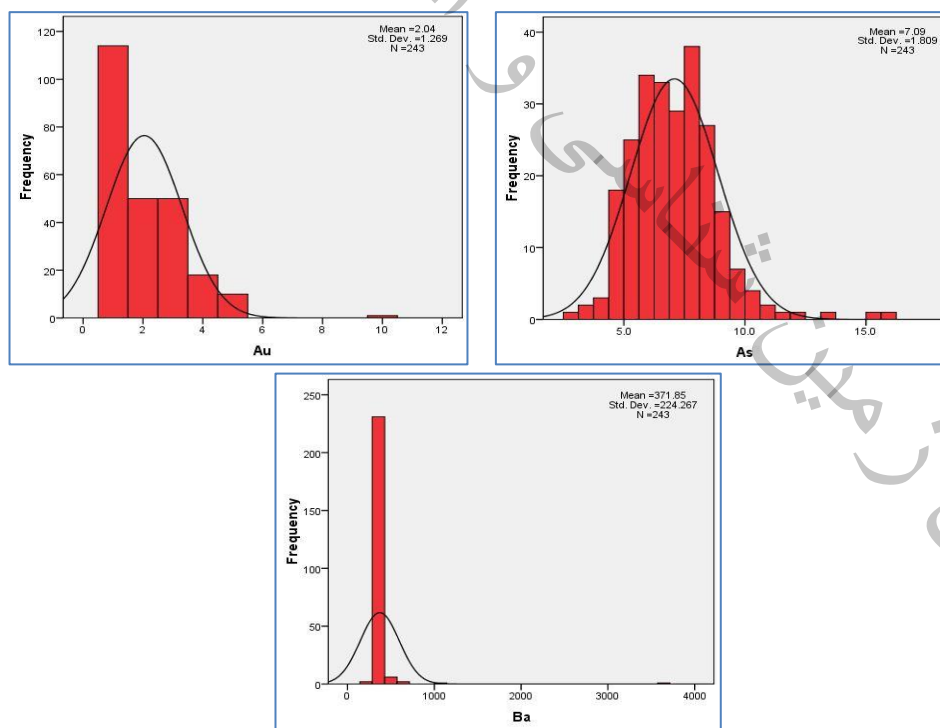 Mean =2.04
Std. Dev. =1.269
N =243
120
100
80
60
40
20
0
Frequency
0 2 4 6 8 10 12
Au
Mean =7.09
Std. Dev. =1.809
N =243
40
30
20
10
0
Frequency
5.0 10.0 15.0
As
Mean =371.85
Std. Dev. =224.267
N =243
250
200
150
100
50
0
Frequency
0 1000 2000 3000 4000
Ba